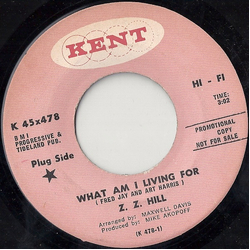 KENT
K 45x478
HI - FI
BMI
PROGRESSIVE &
TIDELAND PUB.
TIME:
3:02
Plug Side
PROMOTIONAL
COPY
NOT FOR SALE
WHAT AM I LIVING FOR
( FRED JAY AND ART HARRIS )
Z. Z. HILL
Arranged by: MAXWELL DAVIS
Produced by: MIKE AKOPOFF
(K 478-1)